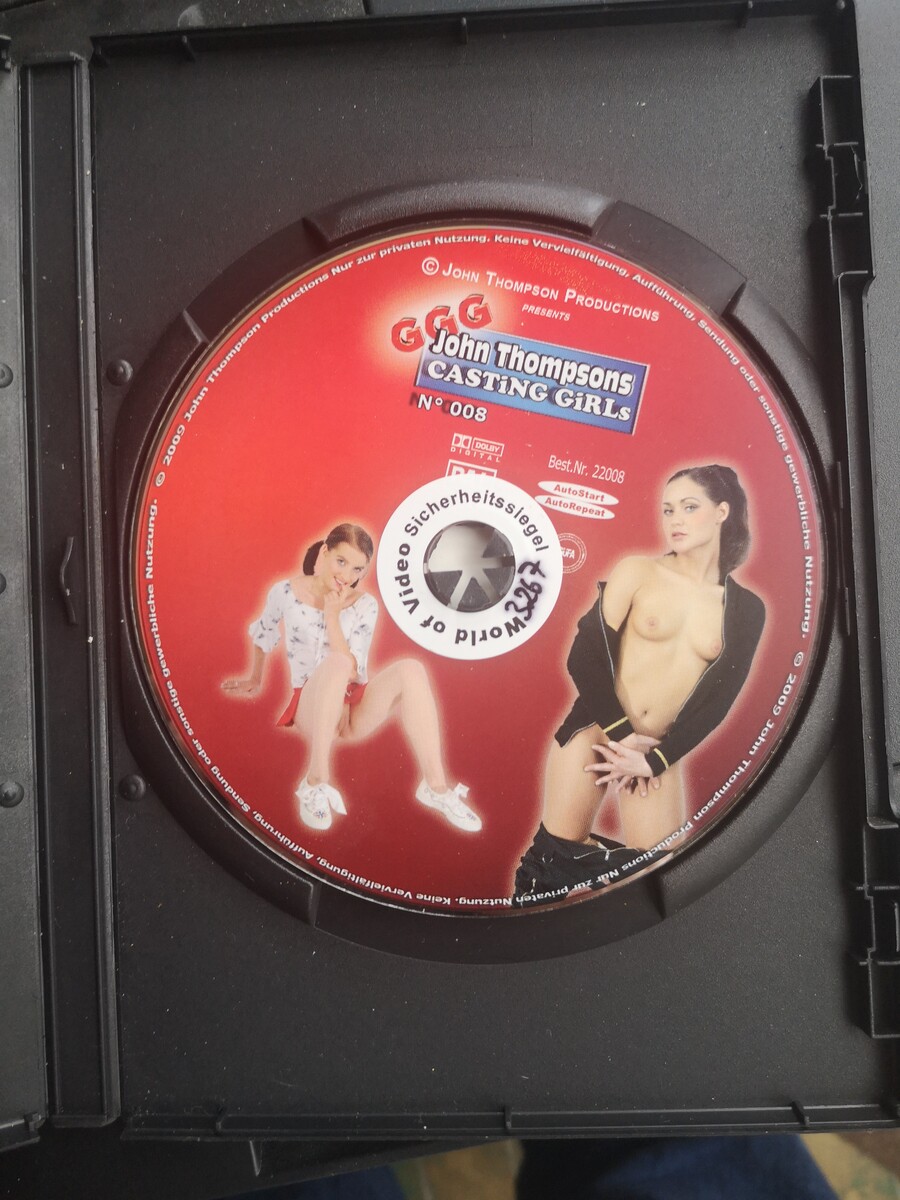 © 2009 John Thompson Productions Nur zur privaten Nutzung. Keine Vervielfältigung, Aufführung, Sendung oder sonstige gewerbliche Nutzung.
© 2009 John Thompson Productions Nur zur privaten Nutzung. Keine Vervielfältigung, Aufführung, Sendung oder sonstige gewerbliche Nutzung.
© JOHN THOMPSON PRODUCTIONS
PRESENTS
GGG
John Thompsons
CASTiNG GiRLs
N° 008
DOLBY
DIGITAL
PAL
Best.Nr. 22008
AutoStart
AutoRepeat
World of Video Sicherheitssiegel
3267